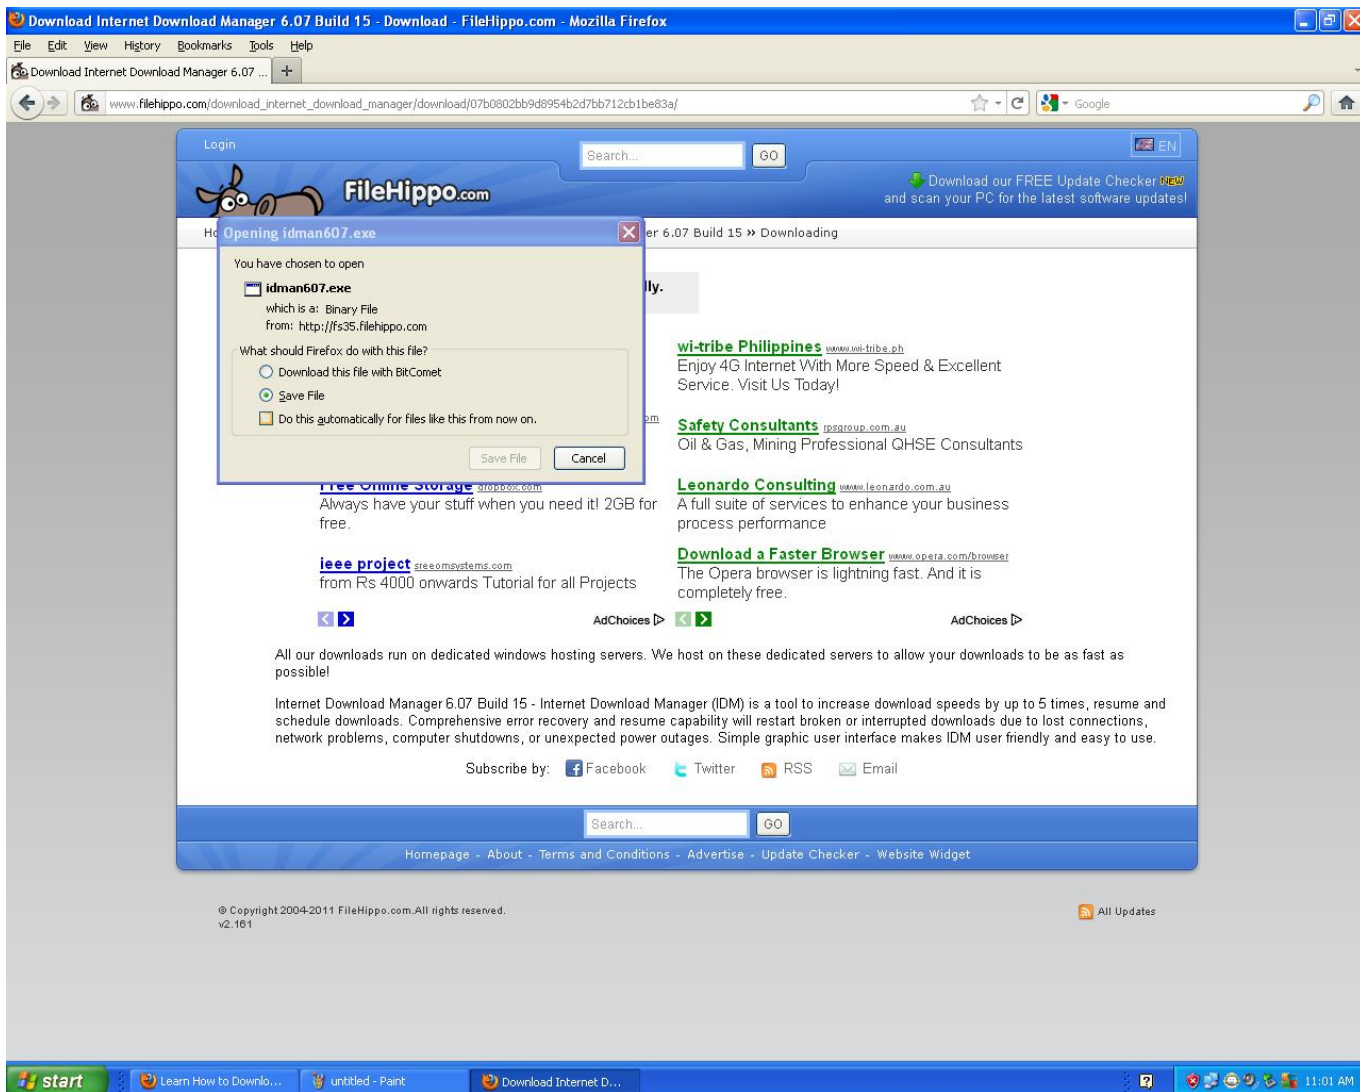 Download Internet Download Manager 6.07 Build 15 - Download - FileHippo.com - Mozilla Firefox
File Edit View History Bookmarks Tools Help
Download Internet Download Manager 6.07 ... +
www.filehippo.com/download_internet_download_manager/download/07b0802bb9d8954b2d7bb712cb1be83a/
Google
Login
Search...
GO
EN
FileHippo.com
Download our FREE Update Checker NEW
and scan your PC for the latest software updates!
6.07 Build 15 » Downloading
Opening idman607.exe
You have chosen to open
idman607.exe
which is a: Binary File
from: http://fs35.filehippo.com
What should Firefox do with this file?
Download this file with BitComet
Save File
Do this automatically for files like this from now on.
Save File
Cancel
wi-tribe Philippines www.wi-tribe.ph
Enjoy 4G Internet With More Speed & Excellent
Service. Visit Us Today!
Safety Consultants rpsgroup.com.au
Oil & Gas, Mining Professional QHSE Consultants
Free Online Storage dropbox.com
Always have your stuff when you need it! 2GB for
free.
Leonardo Consulting www.leonardo.com.au
A full suite of services to enhance your business
process performance
ieee project sreeomsystems.com
from Rs 4000 onwards Tutorial for all Projects
Download a Faster Browser www.opera.com/browser
The Opera browser is lightning fast. And it is
completely free.
AdChoices
AdChoices
All our downloads run on dedicated windows hosting servers. We host on these dedicated servers to allow your downloads to be as fast as
possible!
Internet Download Manager 6.07 Build 15 - Internet Download Manager (IDM) is a tool to increase download speeds by up to 5 times, resume and
schedule downloads. Comprehensive error recovery and resume capability will restart broken or interrupted downloads due to lost connections,
network problems, computer shutdowns, or unexpected power outages. Simple graphic user interface makes IDM user friendly and easy to use.
Subscribe by: Facebook Twitter RSS Email
Search...
GO
Homepage - About - Terms and Conditions - Advertise - Update Checker - Website Widget
© Copyright 2004-2011 FileHippo.com.All rights reserved.
v2.161
All Updates
start
Learn How to Downlo...
untitled - Paint
Download Internet D...
11:01 AM